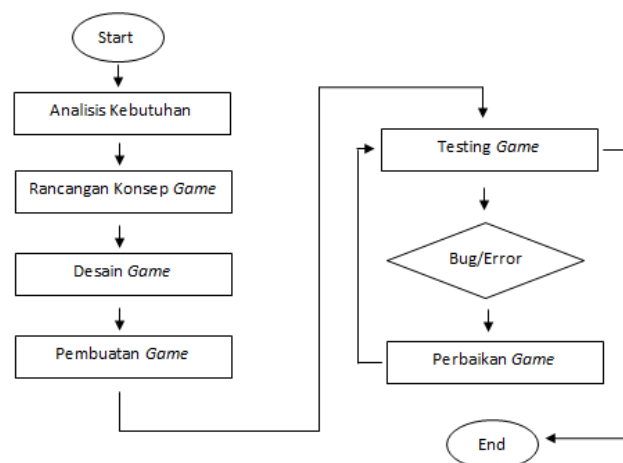 Start
Analisis Kebutuhan
Rancangan Konsep Game
Desain Game
Pembuatan Game
Testing Game
Bug/Error
Perbaikan Game
End